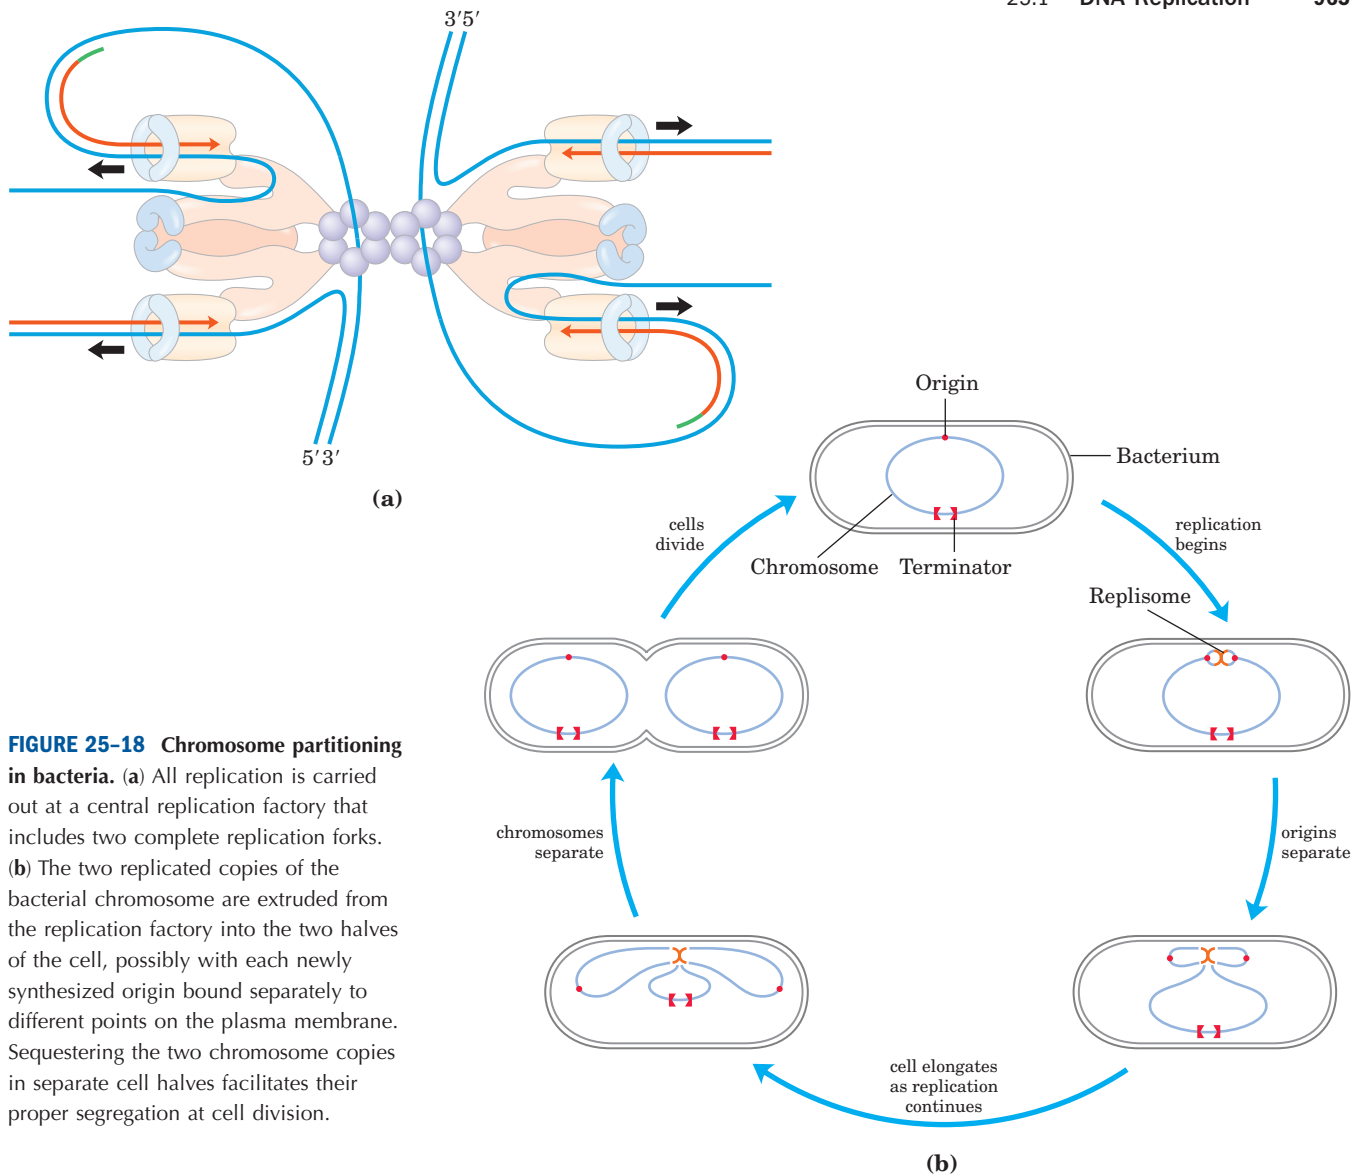 25.1 DNA Replication 963
3′5′
5′3′
(a)
Origin
Bacterium
cells
divide
replication
begins
Chromosome
Terminator
Replisome
FIGURE 25–18 Chromosome partitioning
in bacteria. (a) All replication is carried
out at a central replication factory that
includes two complete replication forks.
(b) The two replicated copies of the
bacterial chromosome are extruded from
the replication factory into the two halves
of the cell, possibly with each newly
synthesized origin bound separately to
different points on the plasma membrane.
Sequestering the two chromosome copies
in separate cell halves facilitates their
proper segregation at cell division.
chromosomes
separate
origins
separate
cell elongates
as replication
continues
(b)